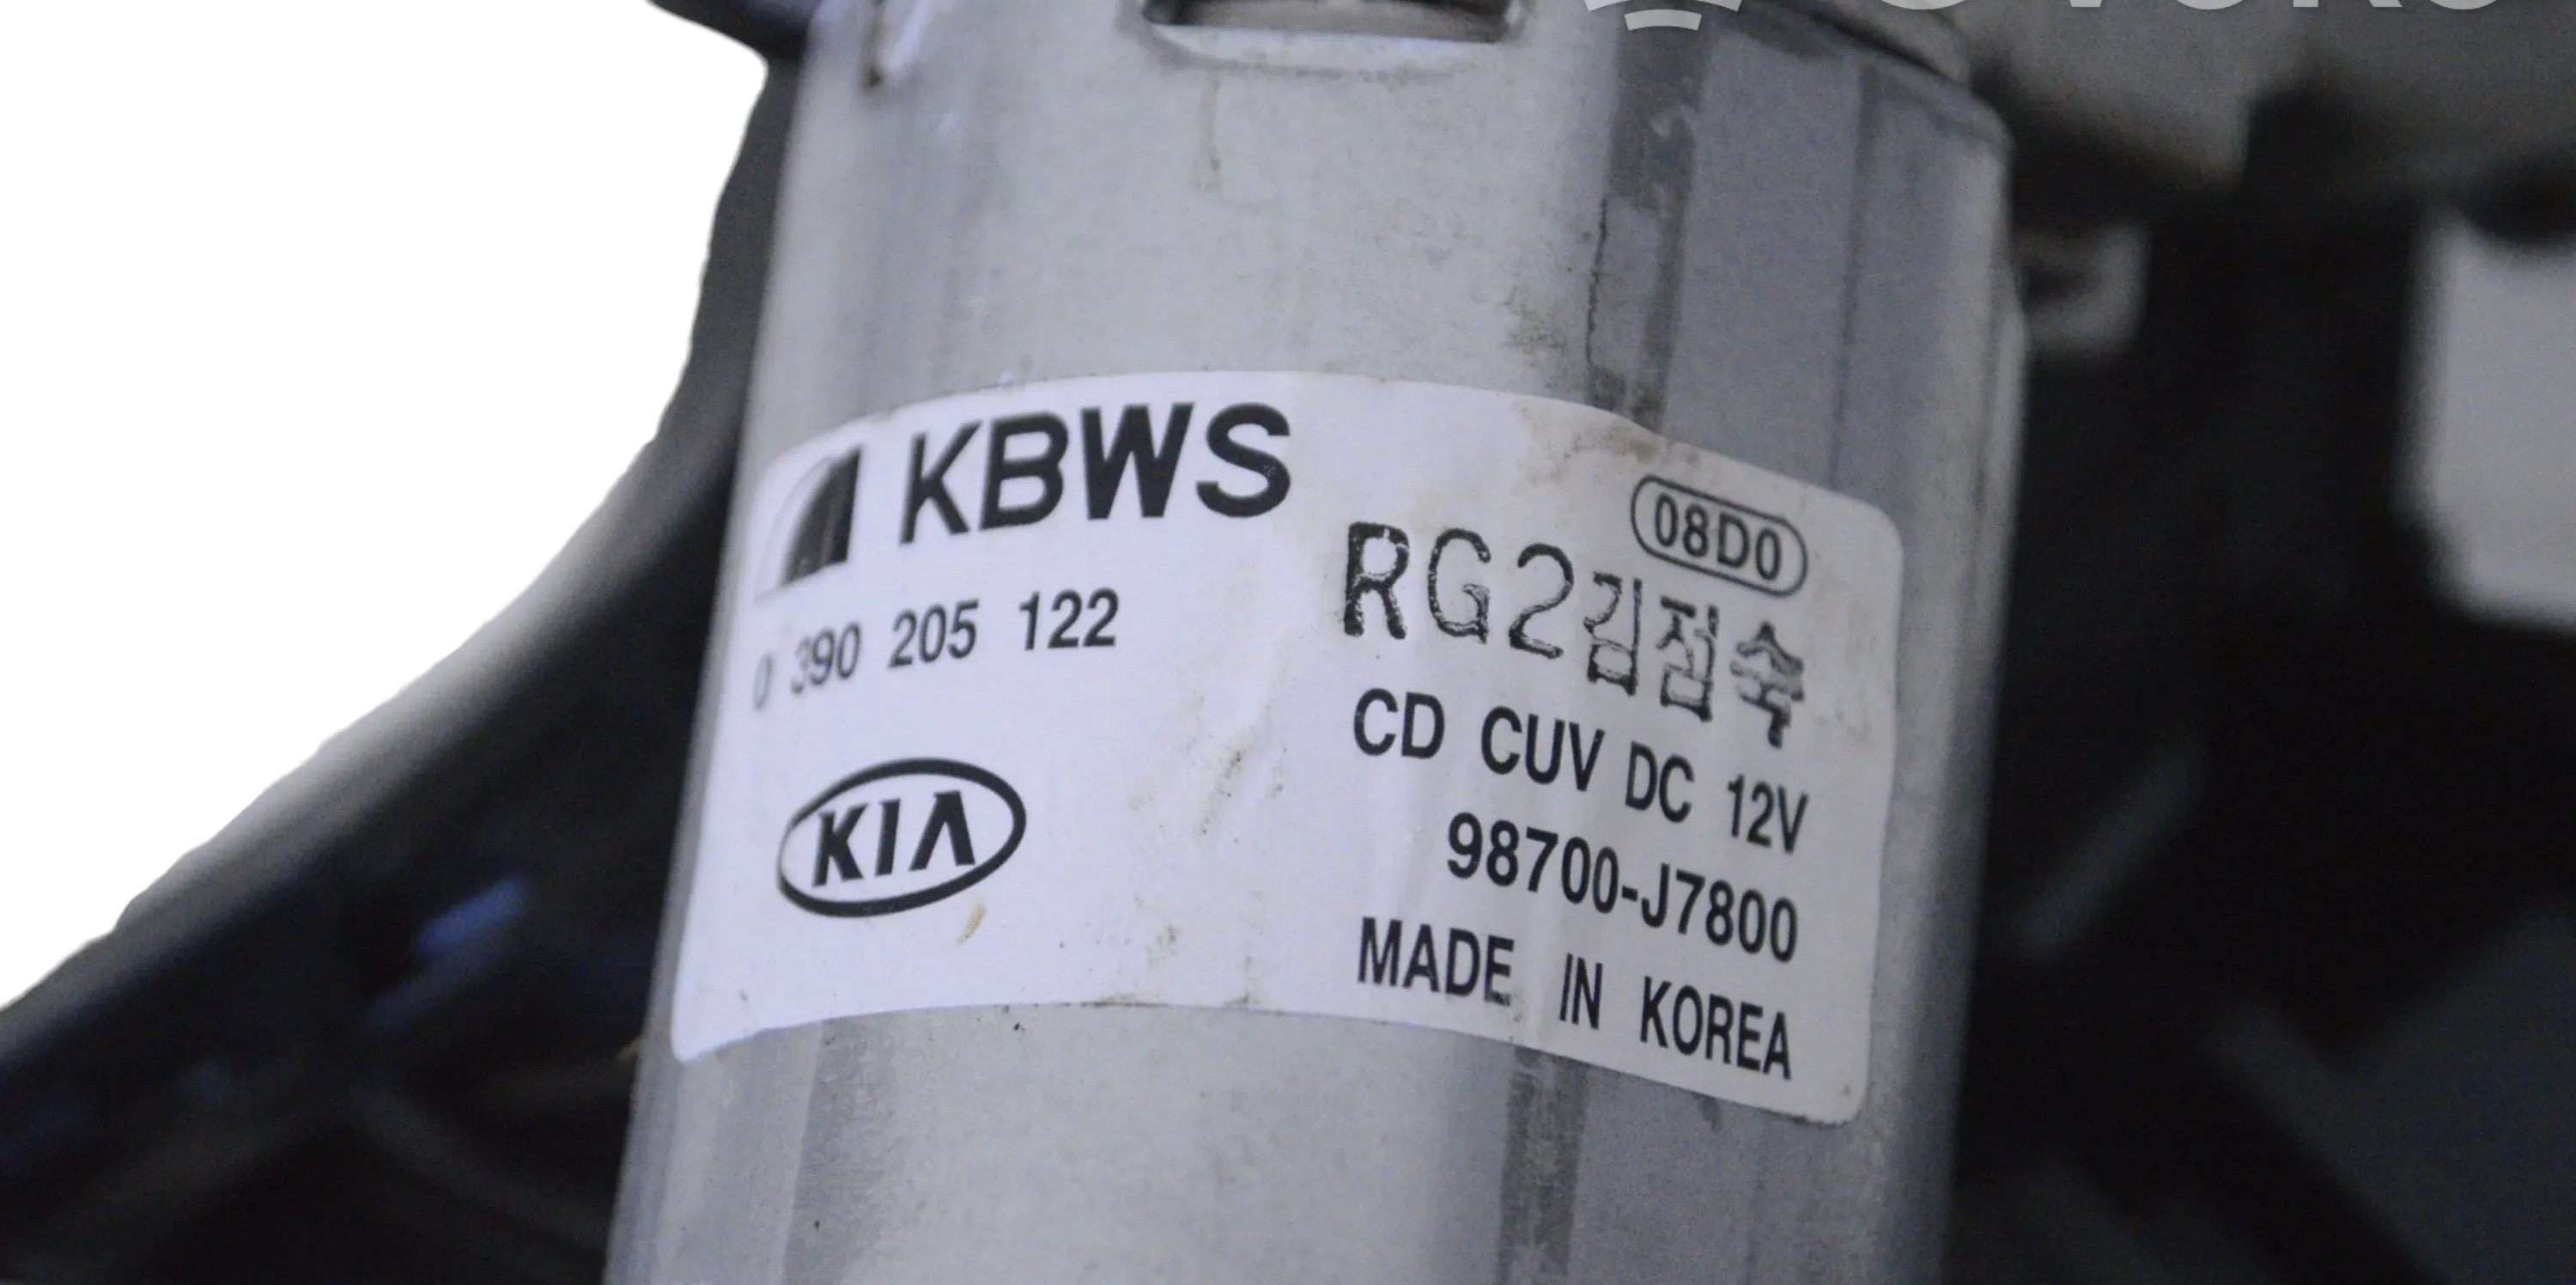 KBWS
08D0
RG2김점숙
0 390 205 122
CD CUV DC 12V
KIA
98700-J7800
MADE IN KOREA